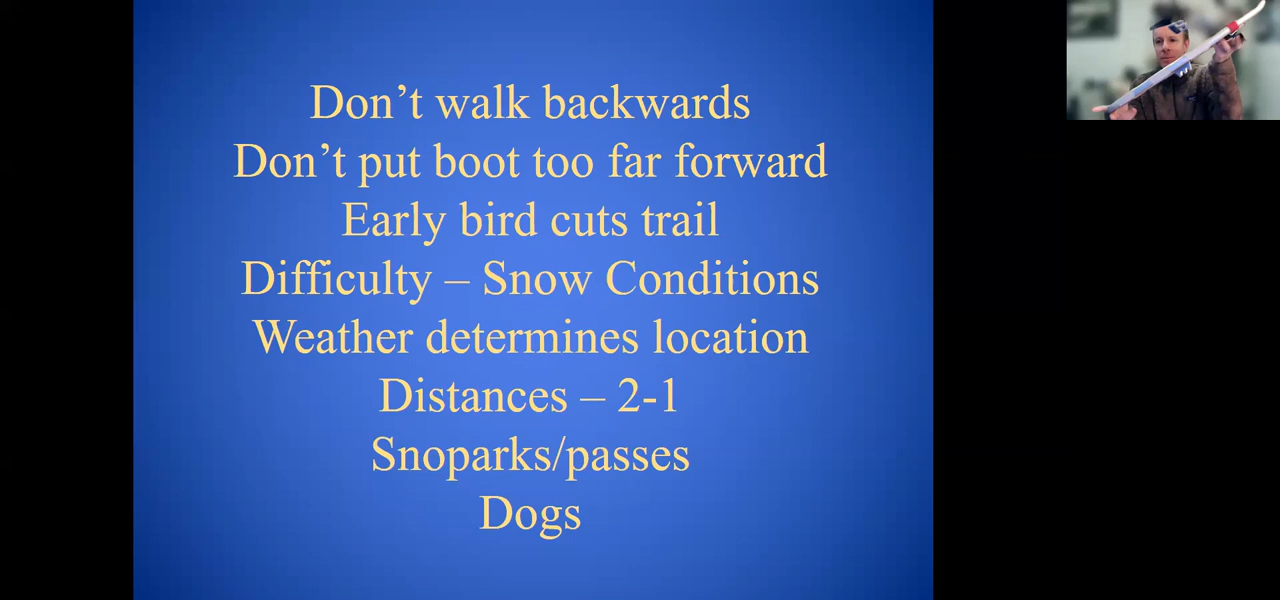 Don’t walk backwards
Don’t put boot too far forward
Early bird cuts trail
Difficulty – Snow Conditions
Weather determines location
Distances – 2-1
Snoparks/passes
Dogs